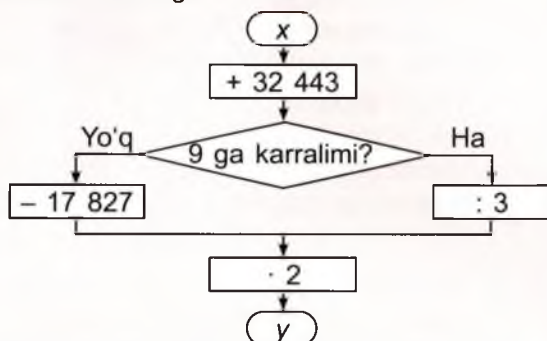 x
+ 32 443
Yo‘q
9 ga karralimi?
Ha
– 17 827
: 3
· 2
y